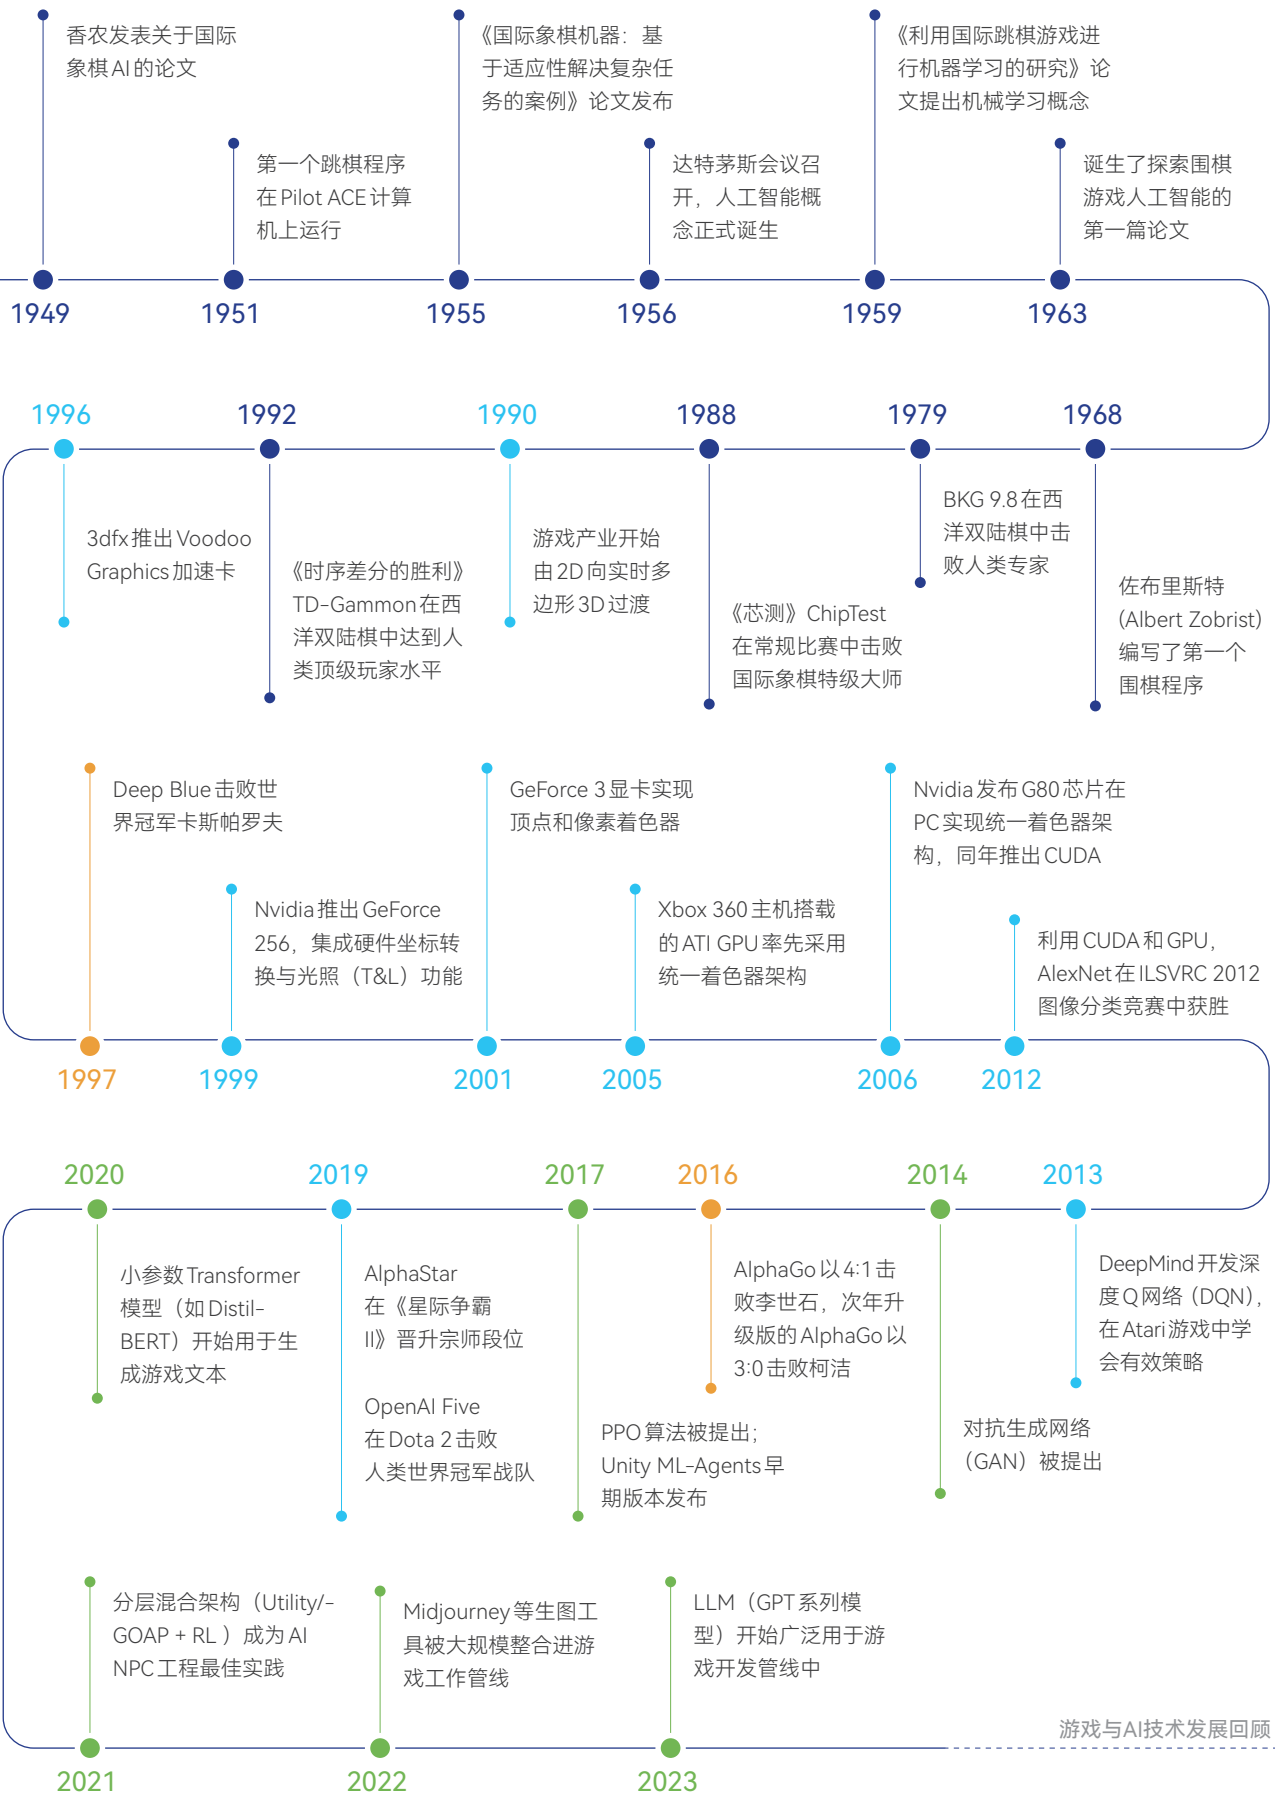 香农发表关于国际
象棋AI的论文
1949
第一个跳棋程序
在Pilot ACE计算
机上运行
1951
《国际象棋机器：基
于适应性解决复杂任
务的案例》论文发布
1955
达特茅斯会议召
开，人工智能概
念正式诞生
1956
《利用国际跳棋游戏进
行机器学习的研究》论
文提出机械学习概念
1959
诞生了探索围棋
游戏人工智能的
第一篇论文
1963
1968
佐布里斯特
(Albert Zobrist)
编写了第一个
围棋程序
1979
BKG 9.8在西
洋双陆棋中击
败人类专家
1988
《芯测》ChipTest
在常规比赛中击败
国际象棋特级大师
1990
游戏产业开始
由2D向实时多
边形3D过渡
1992
《时序差分的胜利》
TD-Gammon在西
洋双陆棋中达到人
类顶级玩家水平
1996
3dfx推出Voodoo
Graphics加速卡
Deep Blue击败世
界冠军卡斯帕罗夫
1997
Nvidia推出GeForce
256，集成硬件坐标转
换与光照（T&L）功能
1999
GeForce 3显卡实现
顶点和像素着色器
2001
Xbox 360主机搭载
的ATI GPU率先采用
统一着色器架构
2005
Nvidia发布G80芯片在
PC实现统一着色器架
构，同年推出CUDA
2006
利用CUDA和GPU，
AlexNet在ILSVRC 2012
图像分类竞赛中获胜
2012
2013
DeepMind开发深
度Q网络（DQN），
在Atari游戏中学
会有效策略
2014
对抗生成网络
（GAN）被提出
2016
AlphaGo以4:1击
败李世石，次年升
级版的AlphaGo以
3:0击败柯洁
2017
PPO算法被提出；
Unity ML-Agents早
期版本发布
2019
AlphaStar
在《星际争霸
II》晋升宗师段位
OpenAI Five
在Dota 2击败
人类世界冠军战队
2020
小参数Transformer
模型（如Distil-
BERT）开始用于生
成游戏文本
分层混合架构（Utility/-
GOAP + RL ）成为AI
NPC工程最佳实践
2021
Midjourney等生图工
具被大规模整合进游
戏工作管线
2022
LLM（GPT系列模
型）开始广泛用于游
戏开发管线中
2023
游戏与AI技术发展回顾